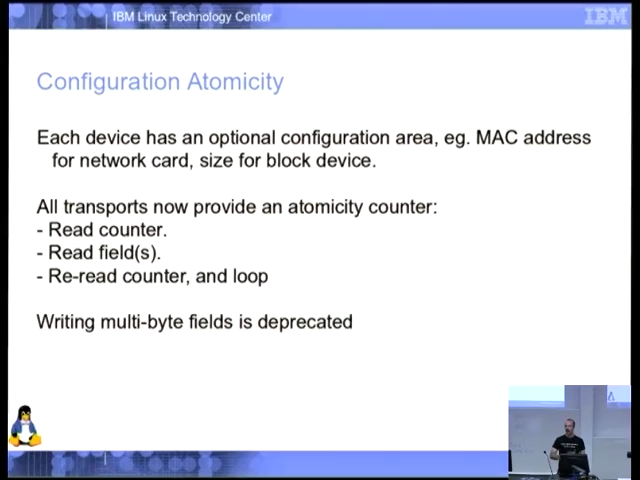 IBM Linux Technology Center
IBM
Configuration Atomicity
Each device has an optional configuration area, eg. MAC address
for network card, size for block device.
All transports now provide an atomicity counter:
- Read counter.
- Read field(s).
- Re-read counter, and loop
Writing multi-byte fields is deprecated